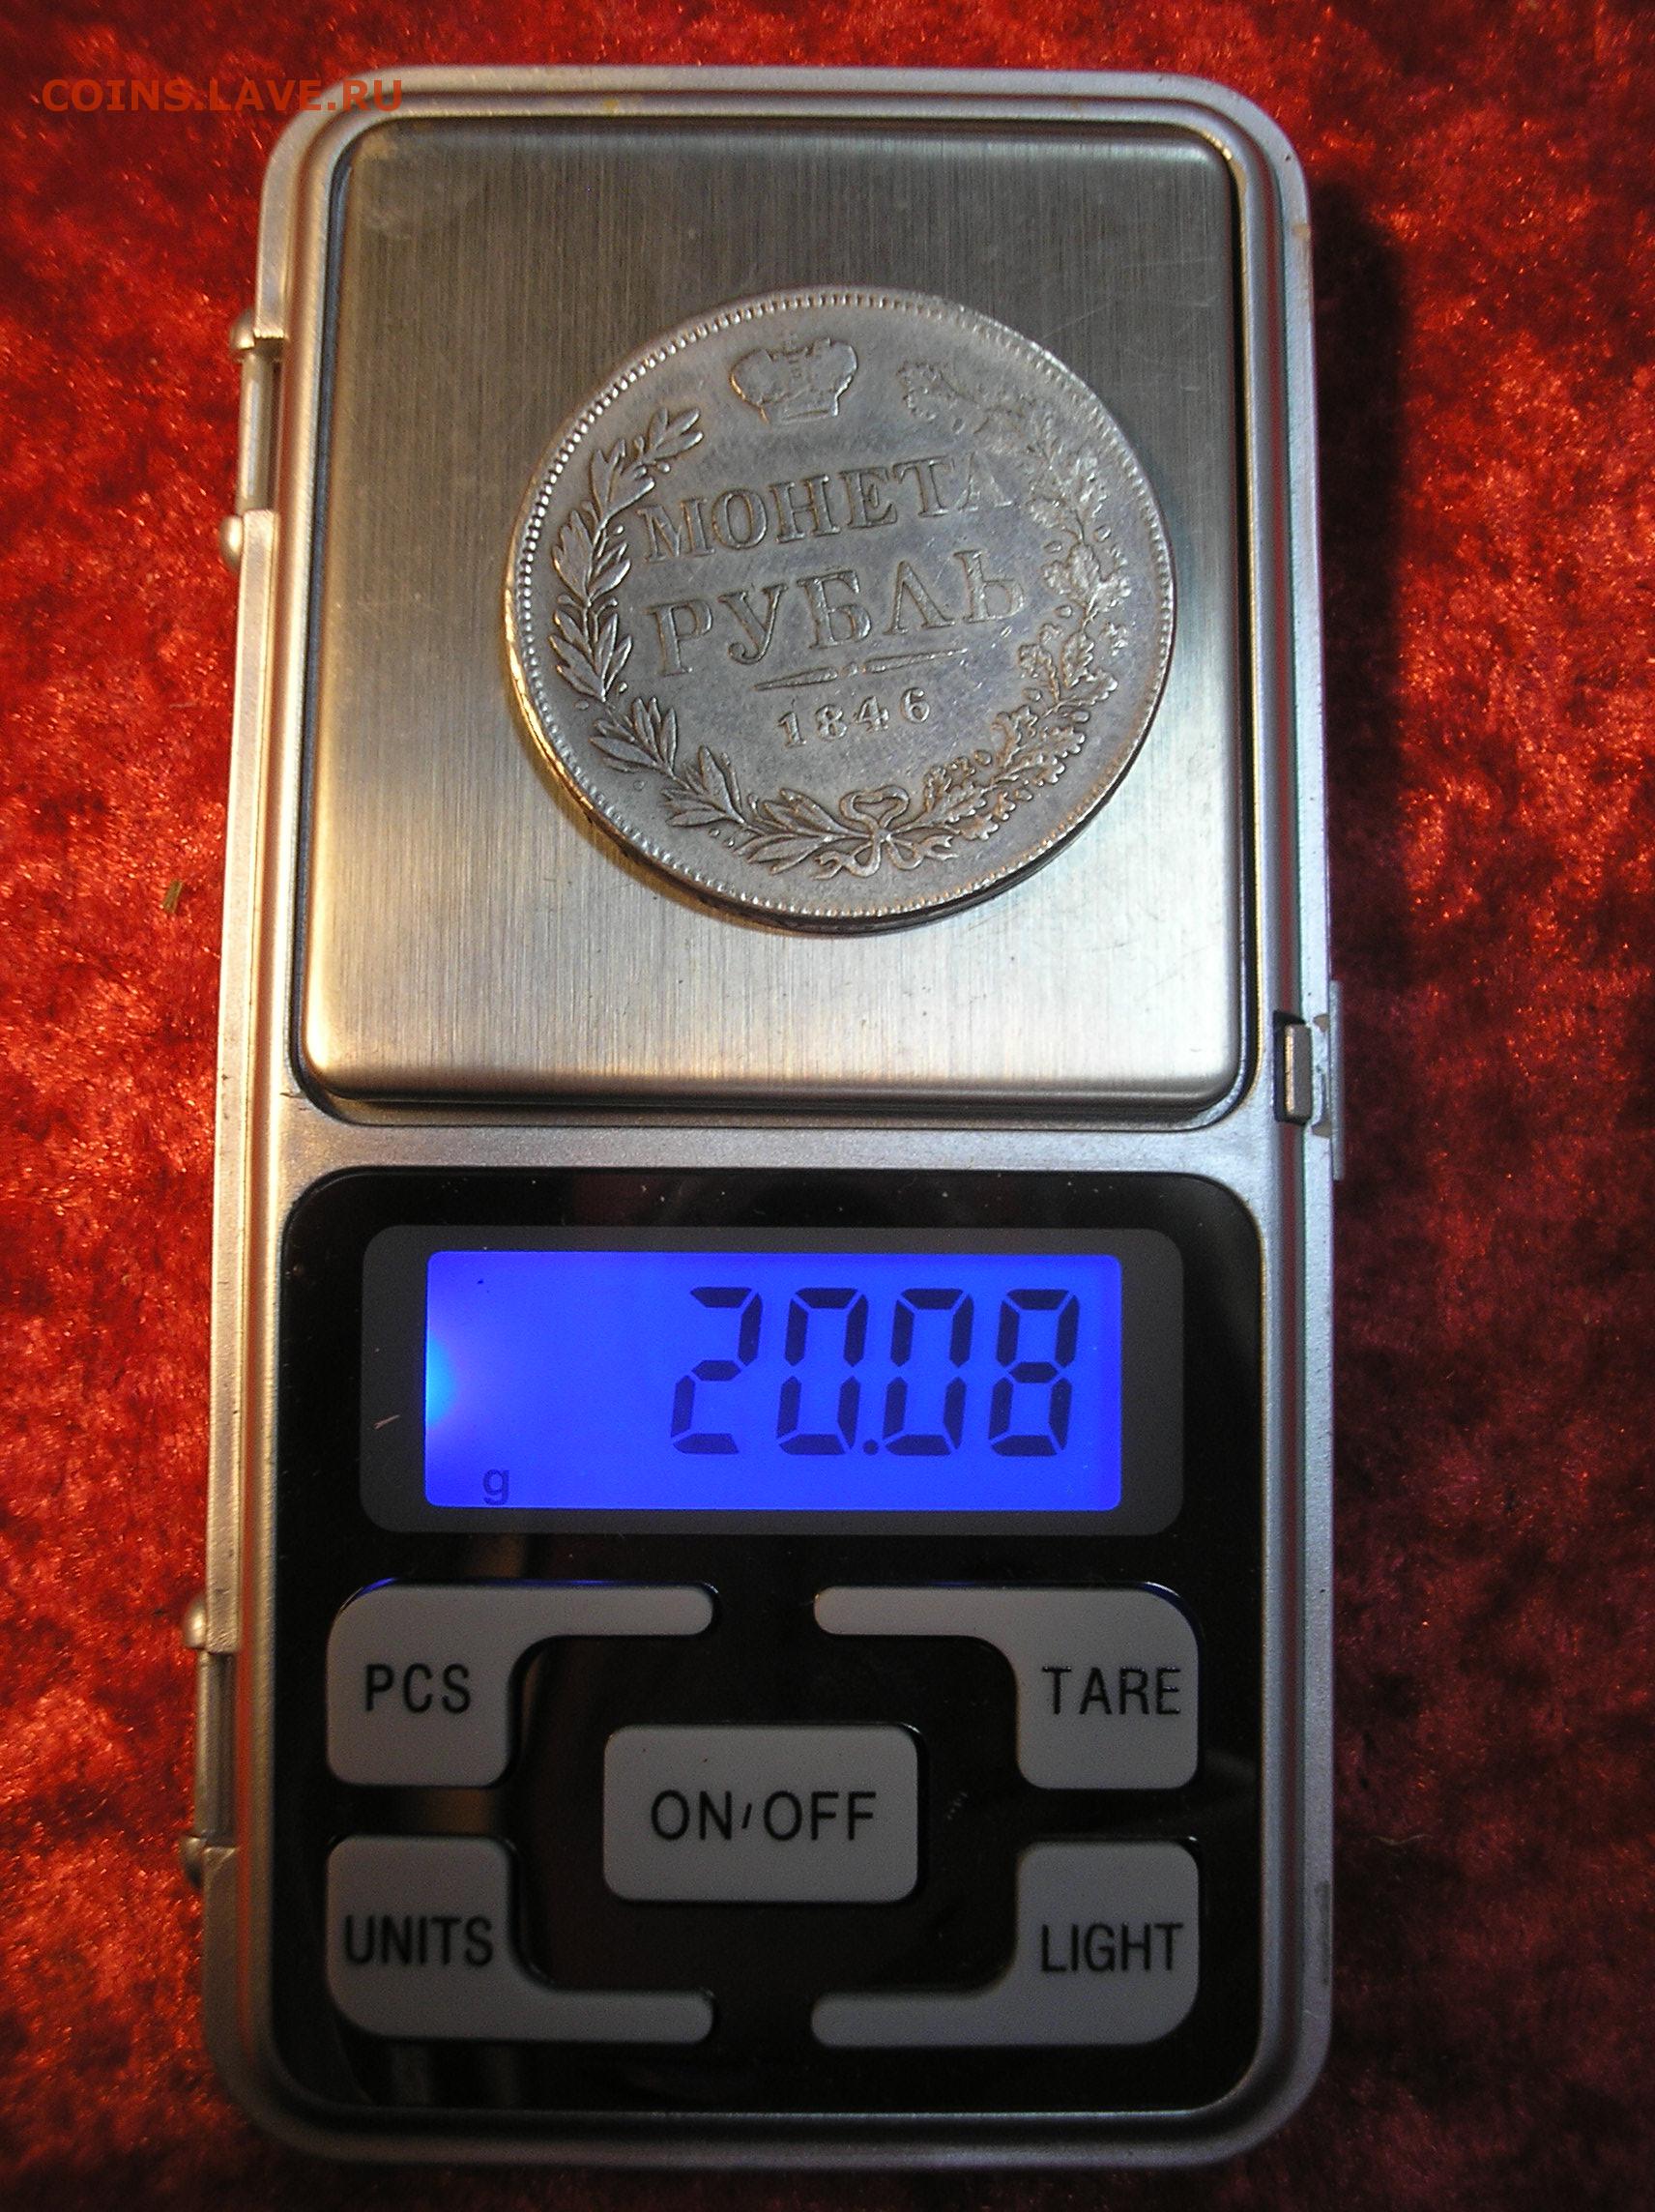 COINS.LAVE.RU
МОНЕТА
РУБЛЬ
1846
20.08
g
PCS
TARE
ON/OFF
UNITS
LIGHT